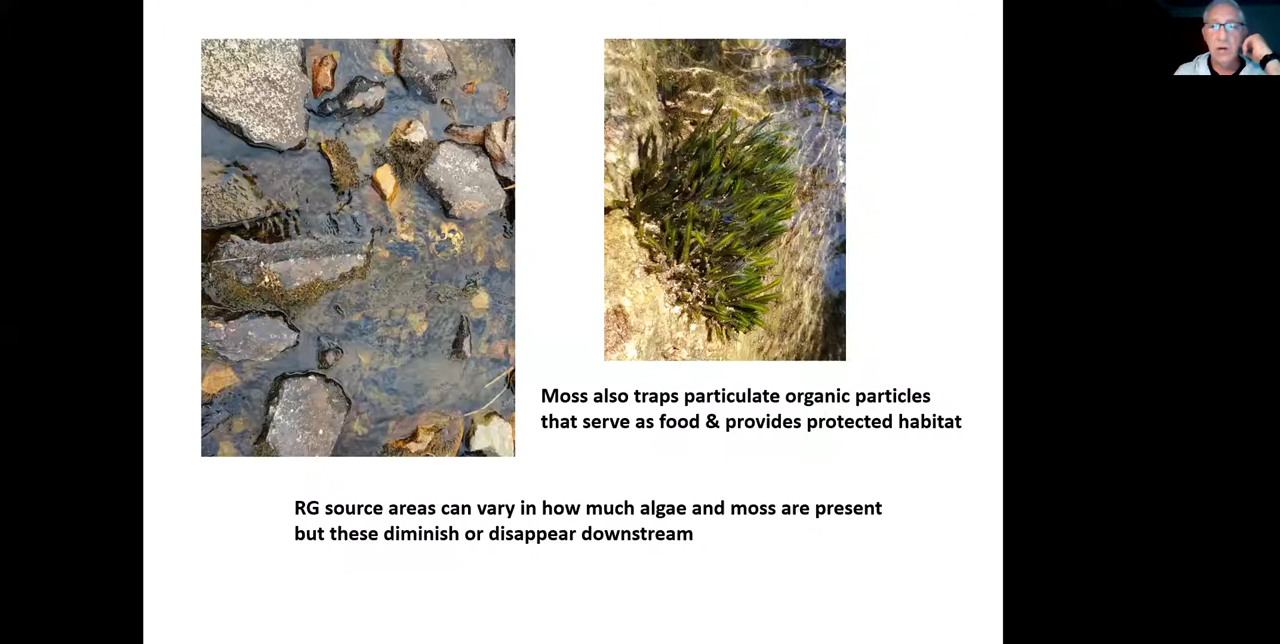 Moss also traps particulate organic particles
that serve as food & provides protected habitat
RG source areas can vary in how much algae and moss are present
but these diminish or disappear downstream